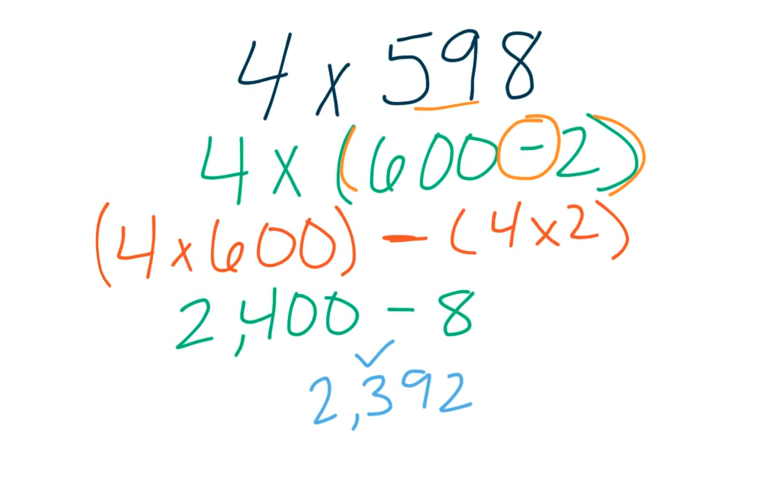 4 x 598
4 x (600 - 2)
(4 x 600) - (4 x 2)
2,400 - 8
2,392